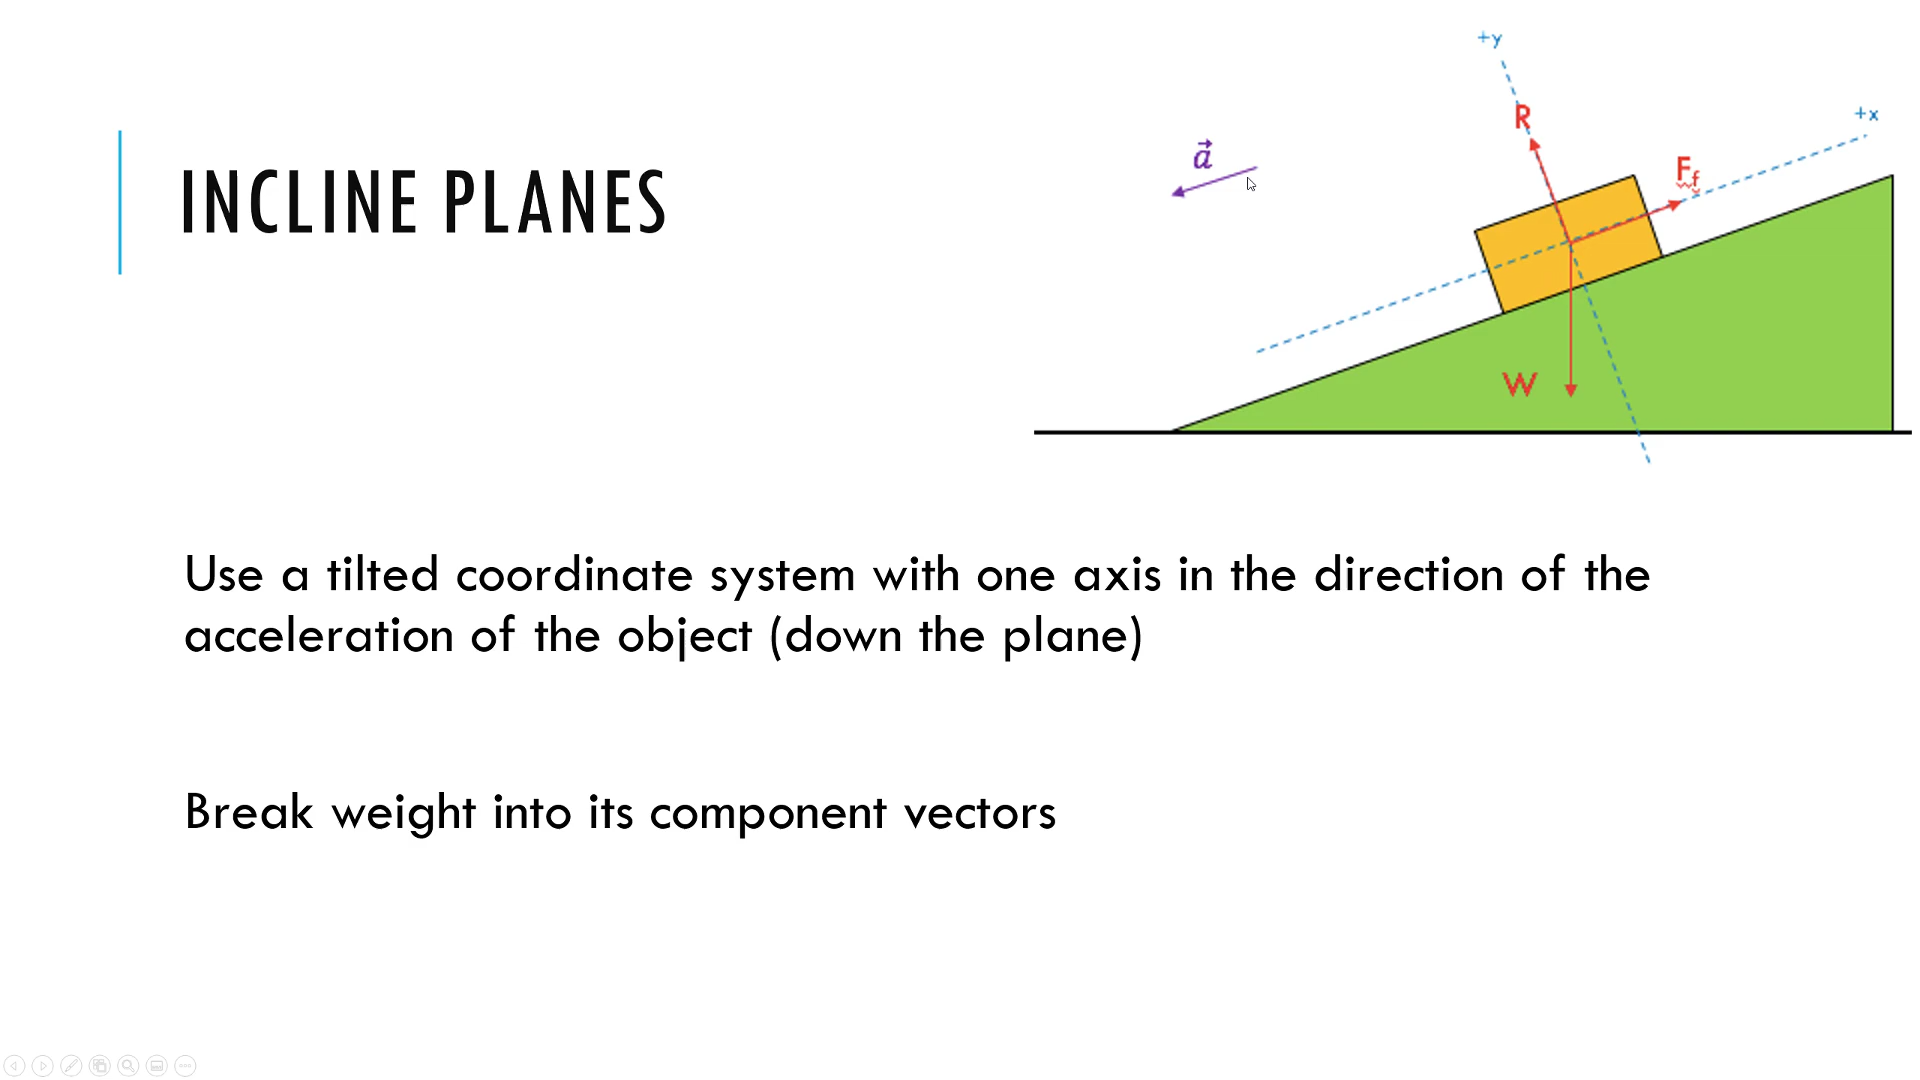 INCLINE PLANES
+y
R
+x
a⃗
F_f
W
Use a tilted coordinate system with one axis in the direction of the
acceleration of the object (down the plane)
Break weight into its component vectors